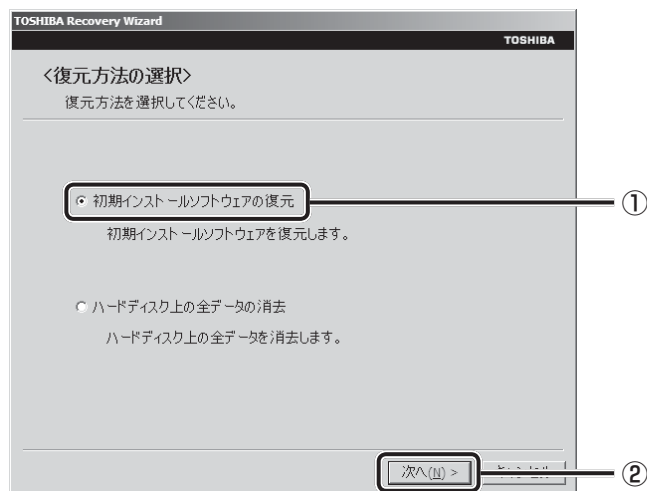 TOSHIBA Recovery Wizard
TOSHIBA
<復元方法の選択>
復元方法を選択してください。
初期インストールソフトウェアの復元
①
初期インストールソフトウェアを復元します。
ハードディスク上の全データの消去
ハードディスク上の全データを消去します。
次へ(N) >
②